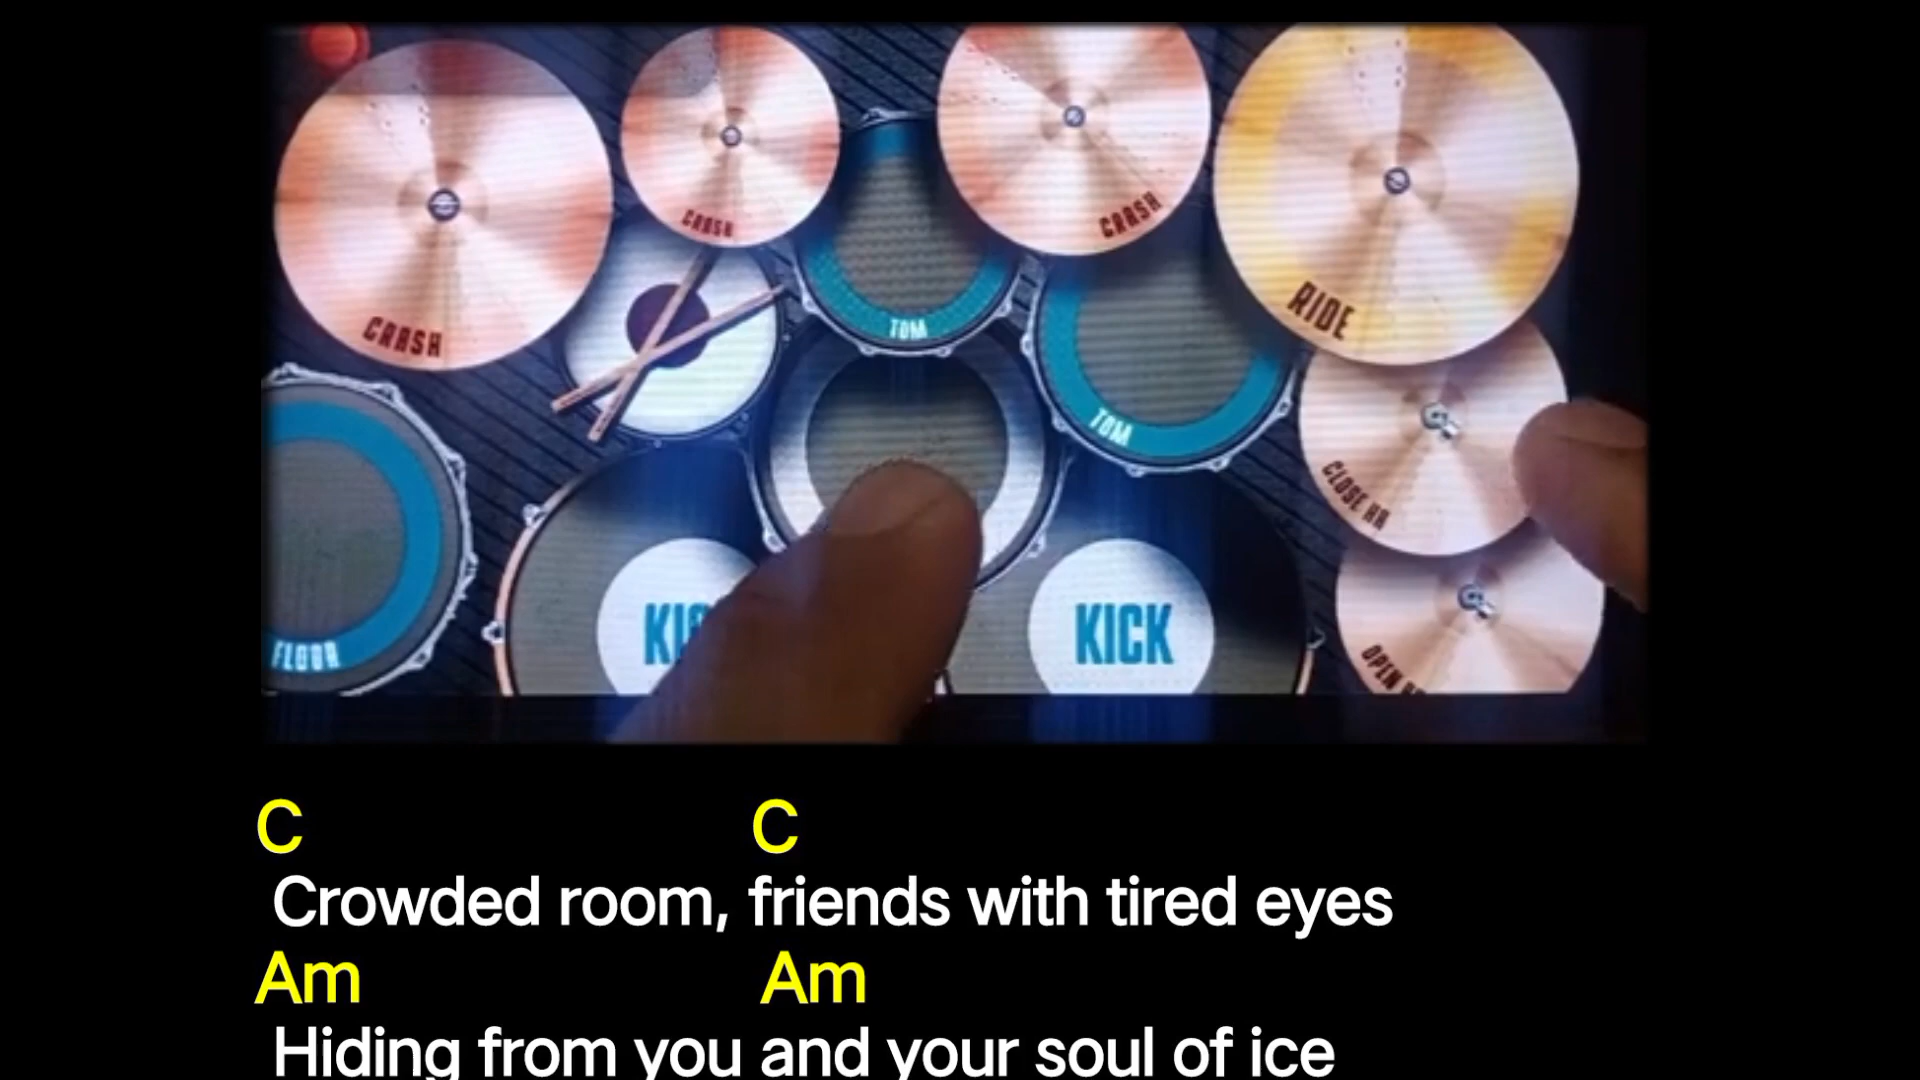 CRASH
CRASH
CRASH
RIDE
TOM
TOM
CLOSE HH
FLOOR
KICK
OPEN
C C
Crowded room, friends with tired eyes
Am Am
Hiding from you and your soul of ice